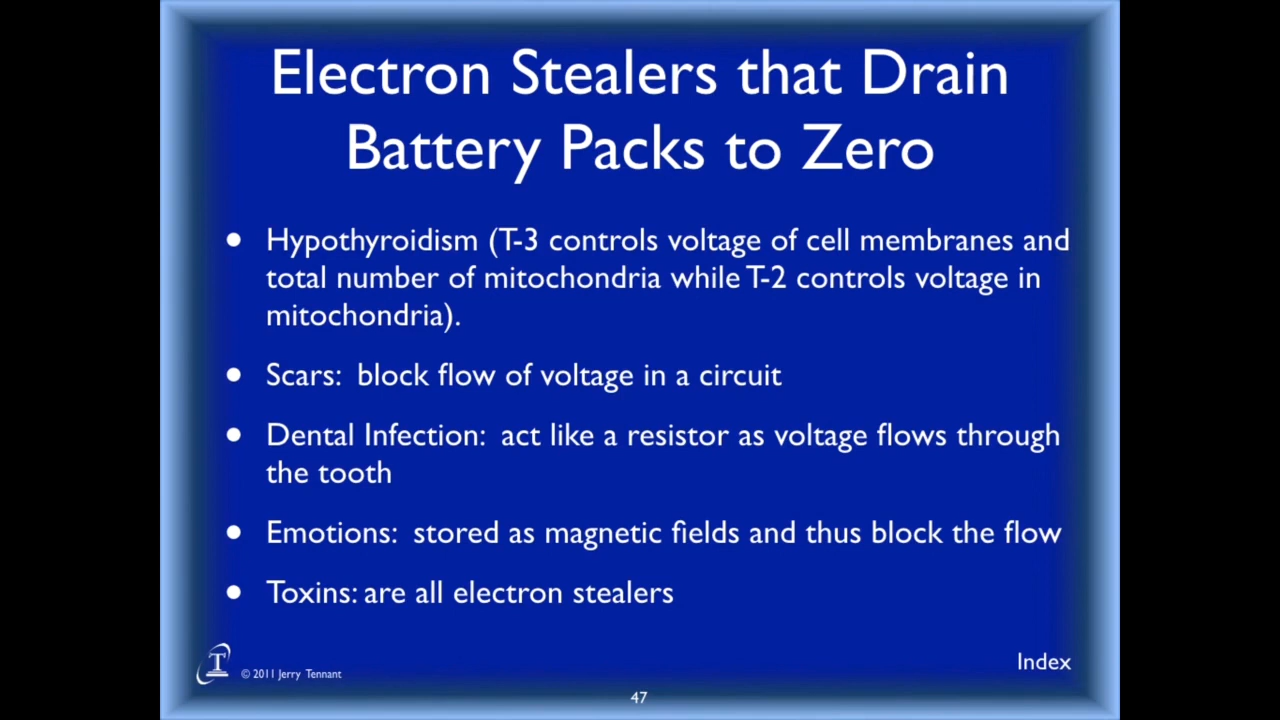 Electron Stealers that Drain
Battery Packs to Zero
• Hypothyroidism (T-3 controls voltage of cell membranes and
total number of mitochondria while T-2 controls voltage in
mitochondria).
• Scars: block flow of voltage in a circuit
• Dental Infection: act like a resistor as voltage flows through
the tooth
• Emotions: stored as magnetic fields and thus block the flow
• Toxins: are all electron stealers
T
© 2011 Jerry Tennant
Index
47